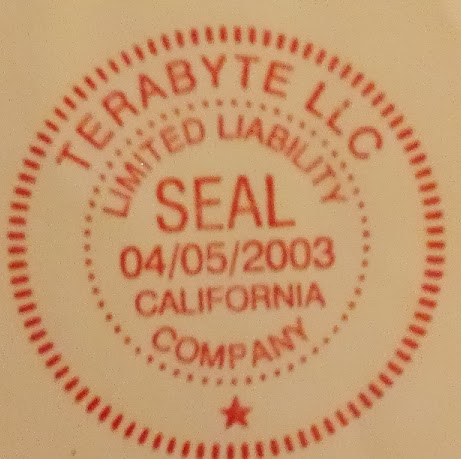 TERABYTE LLC
LIMITED LIABILITY
SEAL
04/05/2003
CALIFORNIA
COMPANY